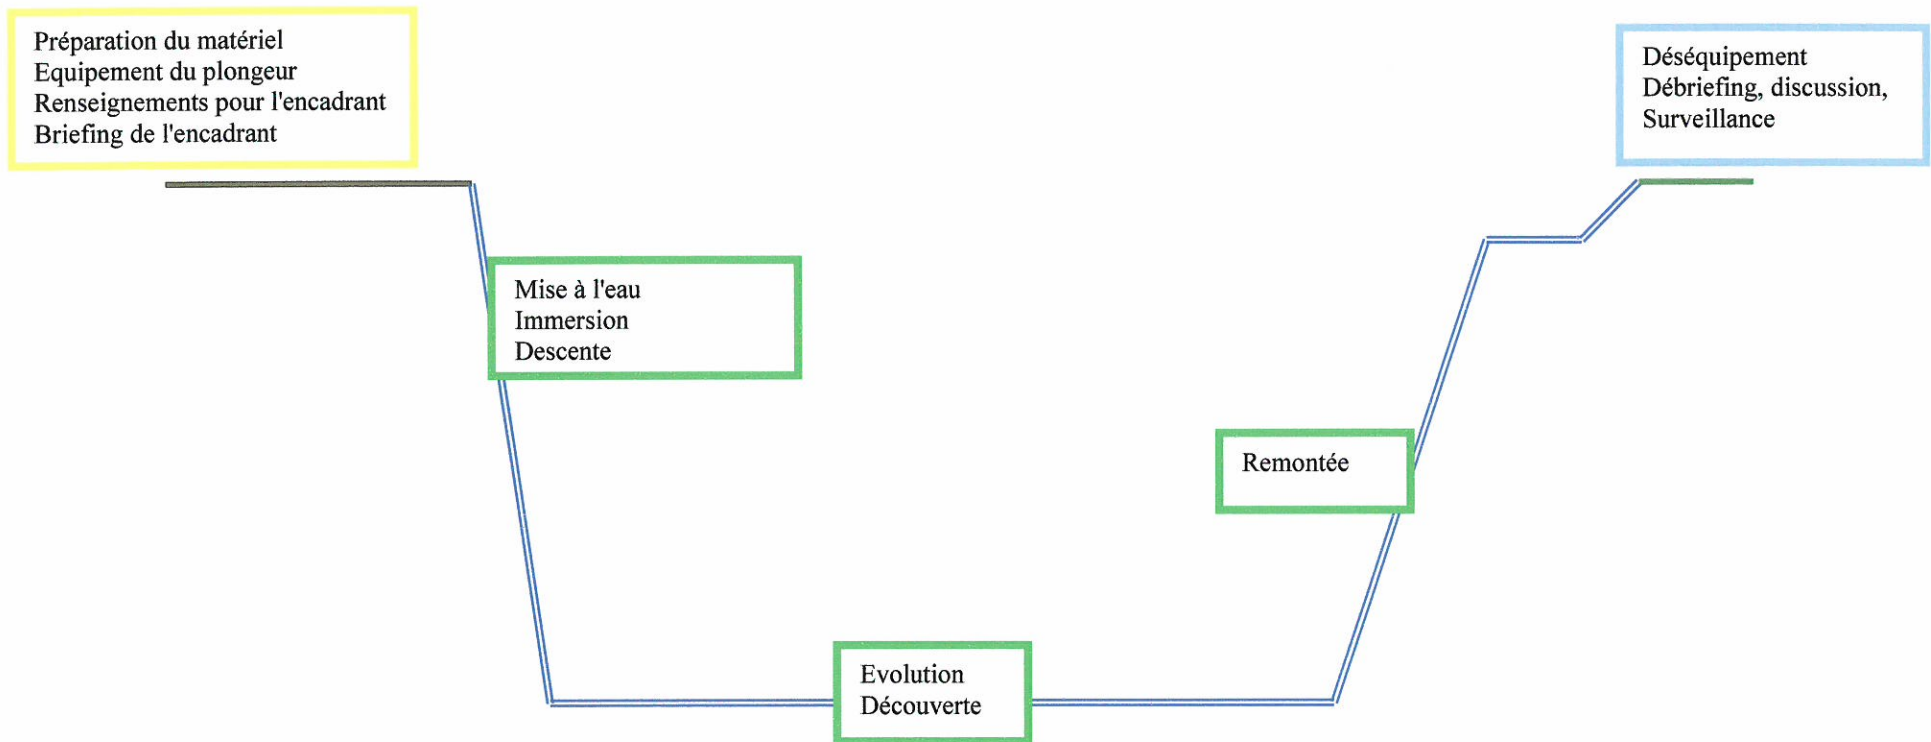 Préparation du matériel
Equipement du plongeur
Renseignements pour l'encadrant
Briefing de l'encadrant
Déséquipement
Débriefing, discussion,
Surveillance
Mise à l'eau
Immersion
Descente
Remontée
Evolution
Découverte